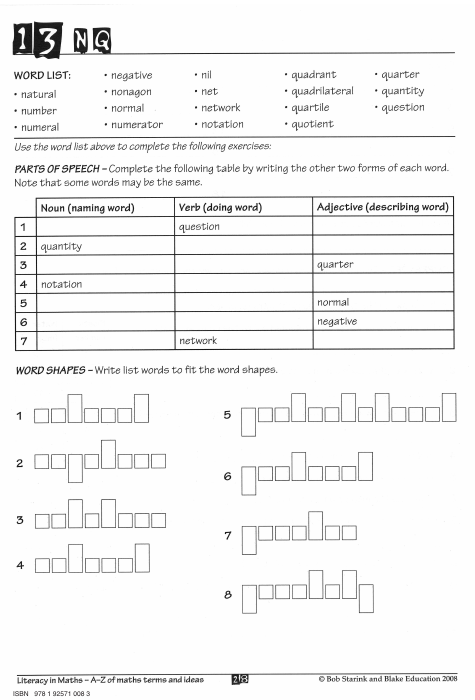 13 NQ
WORD LIST: • negative • nil • quadrant • quarter
• natural • nonagon • net • quadrilateral • quantity
• number • normal • network • quartile • question
• numeral • numerator • notation • quotient
Use the word list above to complete the following exercises:
PARTS OF SPEECH – Complete the following table by writing the other two forms of each word.
Note that some words may be the same.
Noun (naming word) Verb (doing word) Adjective (describing word)
1 question
2 quantity
3 quarter
4 notation
5 normal
6 negative
7 network
WORD SHAPES – Write list words to fit the word shapes.
1
2
3
4
5
6
7
8
Literacy in Maths – A–Z of maths terms and ideas 28 © Bob Starink and Blake Education 2008
ISBN 978 1 92571 008 3